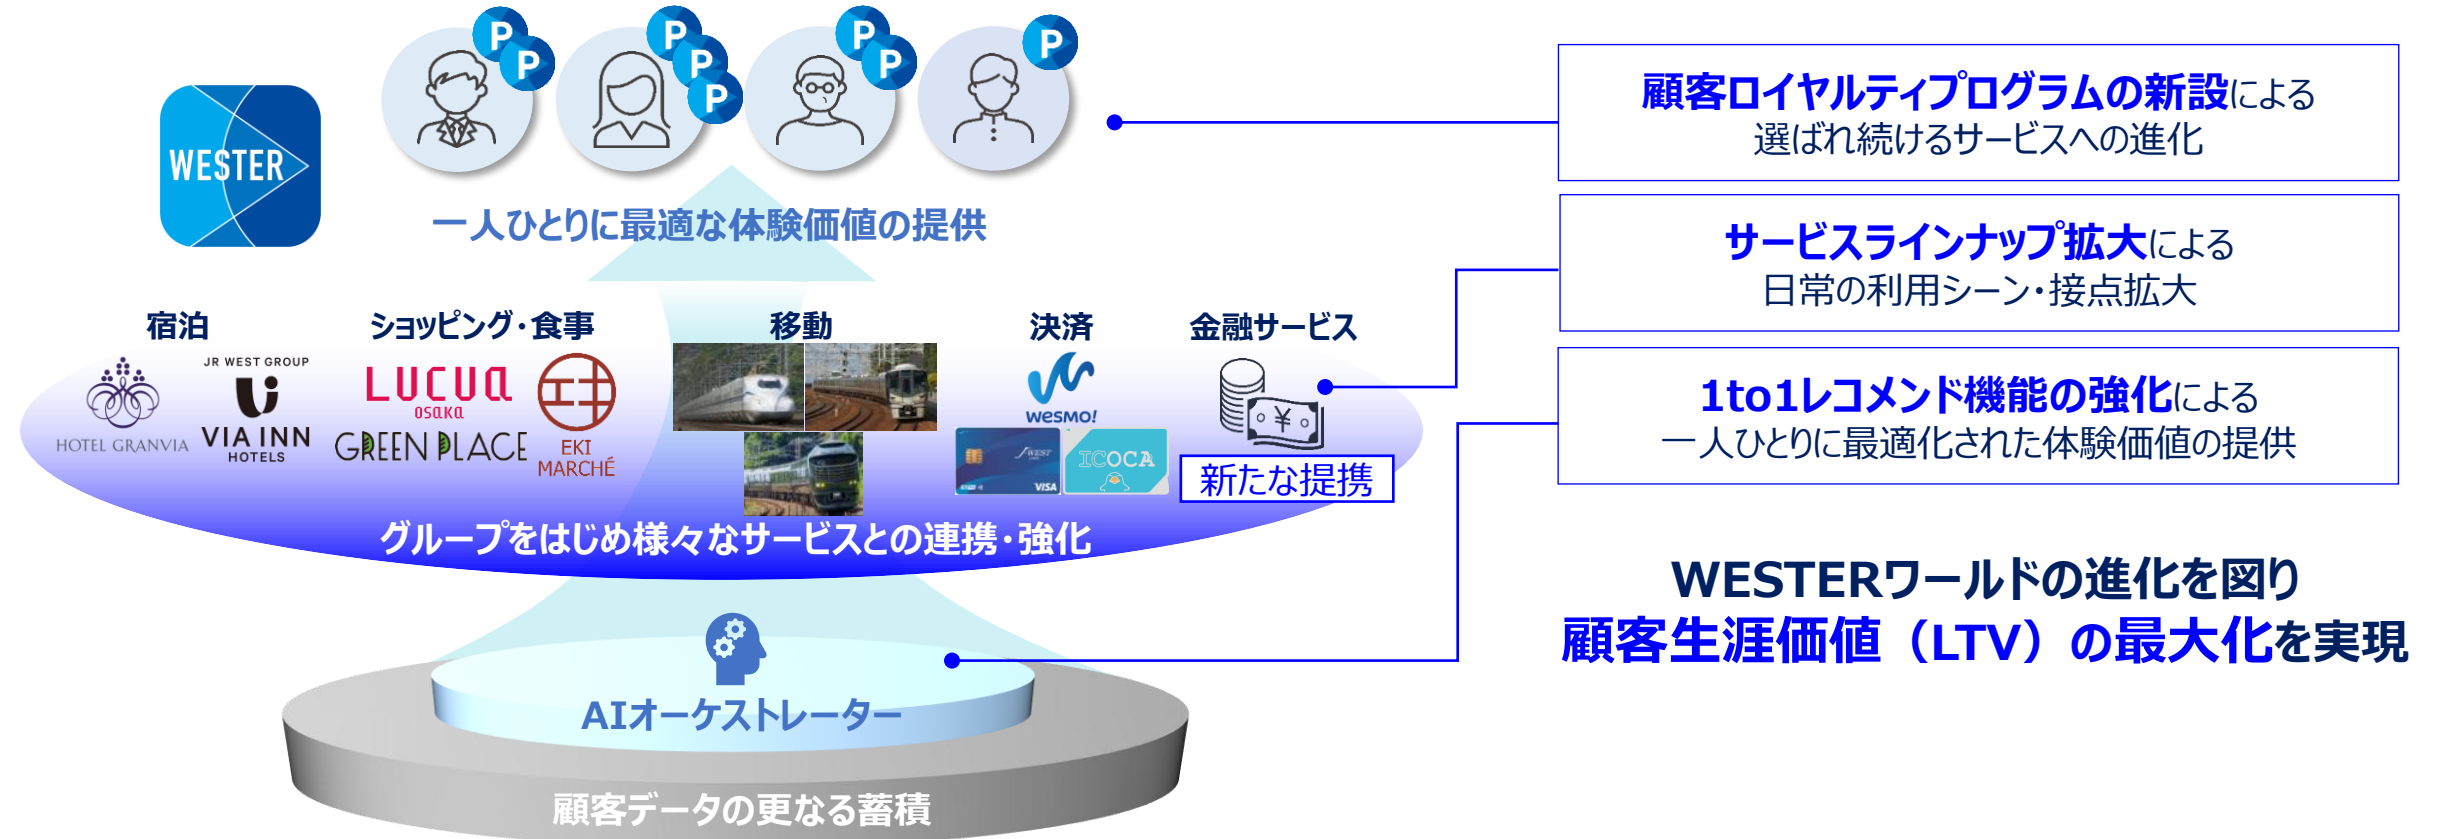 P
P
P
P
P
P
P
P
WESTER
一人ひとりに最適な体験価値の提供
宿泊
ショッピング・食事
移動
決済
金融サービス
HOTEL GRANVIA
JR WEST GROUP
VIA INN
HOTELS
LUCUA
osaka
GREEN PLACE
EKI
MARCHÉ
wesmo!
J-WEST
VISA
ICOCA
新たな提携
グループをはじめ様々なサービスとの連携・強化
AIオーケストレーター
顧客データの更なる蓄積
顧客ロイヤルティプログラムの新設による
選ばれ続けるサービスへの進化
サービスラインナップ拡大による
日常の利用シーン・接点拡大
1to1レコメンド機能の強化による
一人ひとりに最適化された体験価値の提供
WESTERワールドの進化を図り
顧客生涯価値（LTV）の最大化を実現